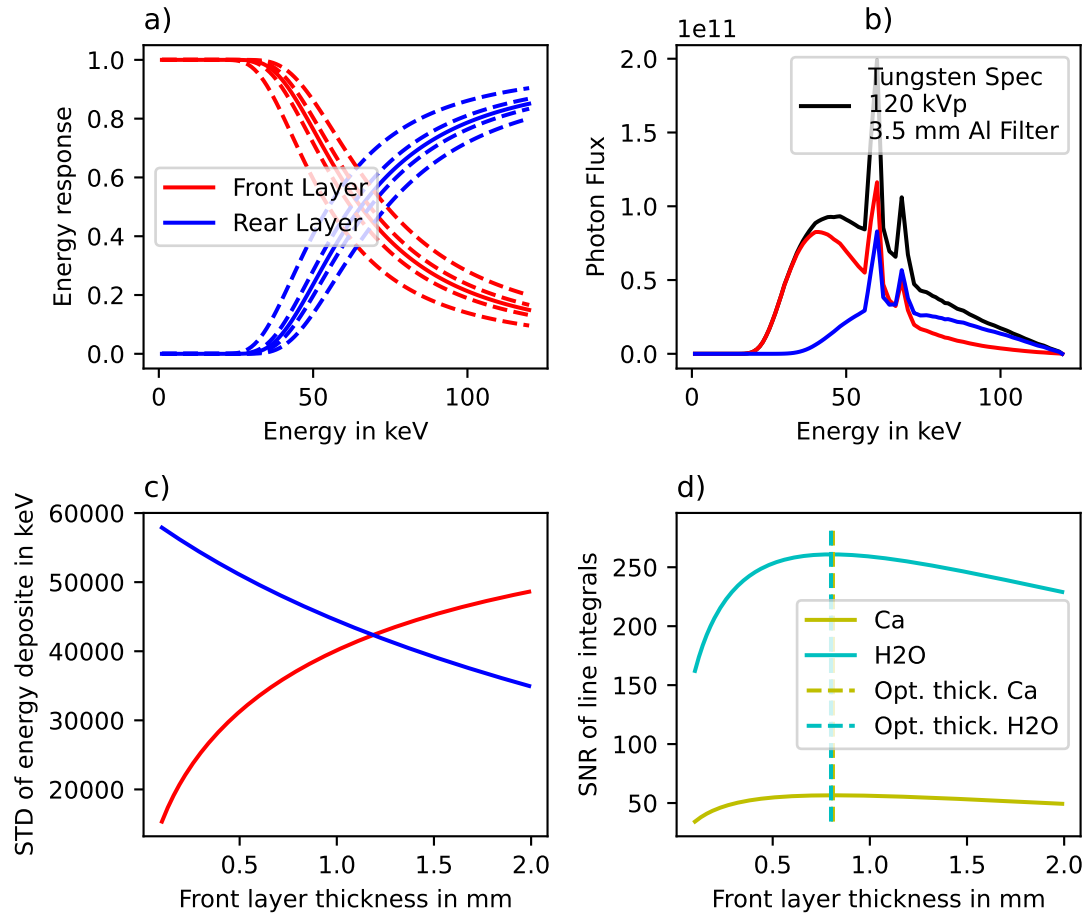 a)
1.0
0.8
0.6
0.4
0.2
0.0
Energy response
Front Layer
Rear Layer
0
50
100
Energy in keV
b)
1e11
2.0
1.5
1.0
0.5
0.0
Photon Flux
Tungsten Spec
120 kVp
3.5 mm Al Filter
0
50
100
Energy in keV
c)
60000
50000
40000
30000
20000
STD of energy deposite in keV
0.5
1.0
1.5
2.0
Front layer thickness in mm
d)
250
200
150
100
50
SNR of line integrals
Ca
H2O
Opt. thick. Ca
Opt. thick. H2O
0.5
1.0
1.5
2.0
Front layer thickness in mm